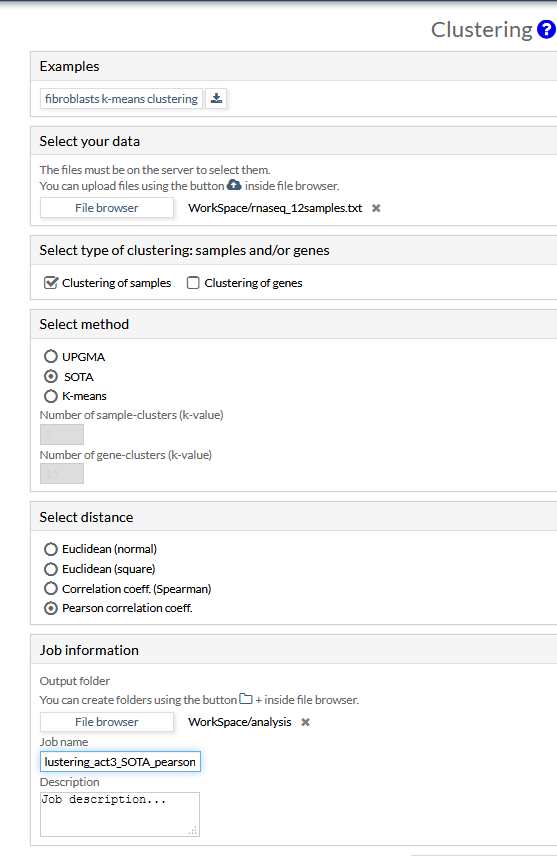 Clustering ?
Examples
fibroblasts k-means clustering
Select your data
The files must be on the server to select them.
You can upload files using the button inside file browser.
File browser WorkSpace/rnaseq_12samples.txt ×
Select type of clustering: samples and/or genes
Clustering of samples Clustering of genes
Select method
UPGMA
SOTA
K-means
Number of sample-clusters (k-value)
5
Number of gene-clusters (k-value)
15
Select distance
Euclidean (normal)
Euclidean (square)
Correlation coeff. (Spearman)
Pearson correlation coeff.
Job information
Output folder
You can create folders using the button + inside file browser.
File browser WorkSpace/analysis ×
Job name
lustering_act3_SOTA_pearson
Description
Job description...